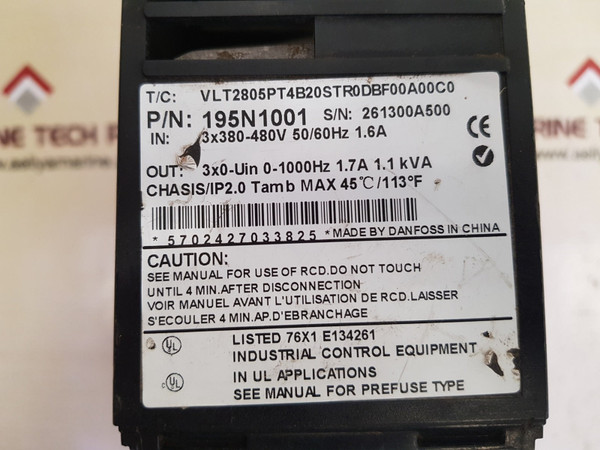 T/C: VLT2805PT4B20STR0DBF00A00C0
P/N: 195N1001 S/N: 261300A500
IN: 3x380-480V 50/60Hz 1.6A
OUT: 3x0-Uin 0-1000Hz 1.7A 1.1 kVA
CHASIS/IP2.0 Tamb MAX 45℃/113℉
* 5702427033825 * MADE BY DANFOSS IN CHINA
CAUTION:
SEE MANUAL FOR USE OF RCD.DO NOT TOUCH
UNTIL 4 MIN.AFTER DISCONNECTION
VOIR MANUEL AVANT L'UTILISATION DE RCD.LAISSER
S'ECOULER 4 MIN.AP.D'EBRANCHAGE
UL LISTED 76X1 E134261
INDUSTRIAL CONTROL EQUIPMENT
c UL IN UL APPLICATIONS
SEE MANUAL FOR PREFUSE TYPE